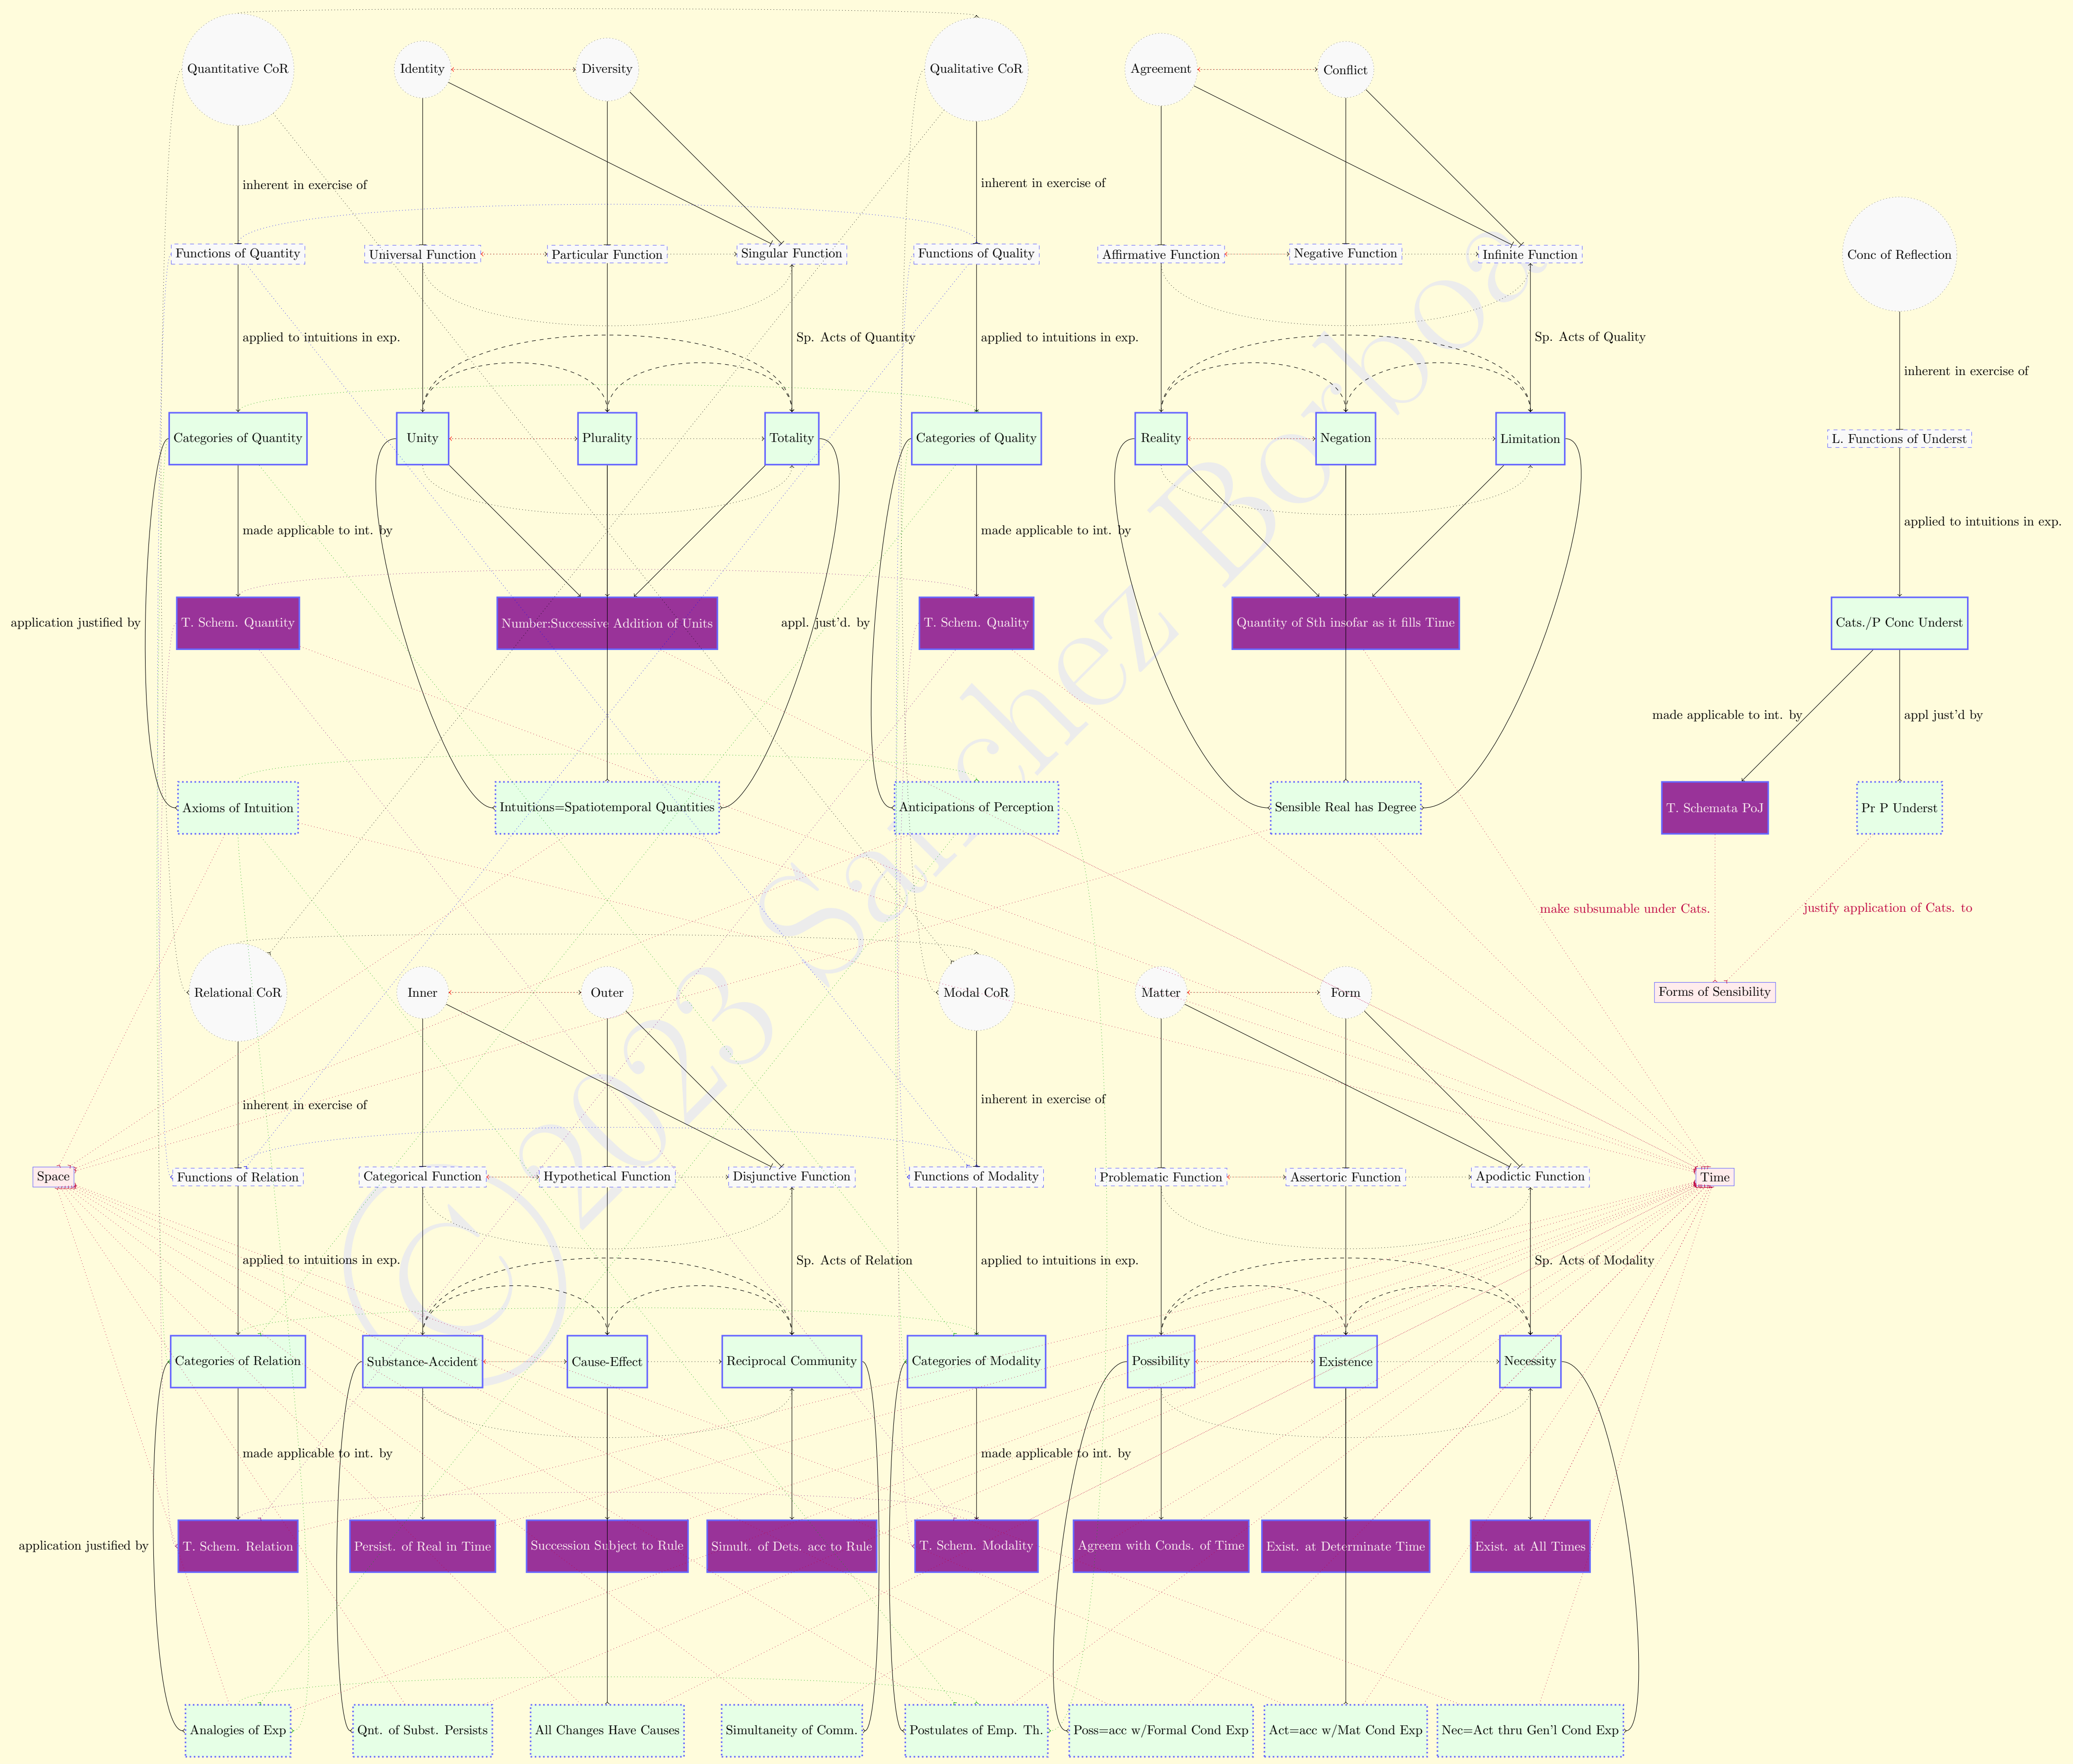 Quantitative CoR
Identity
Diversity
Qualitative CoR
Agreement
Conflict
inherent in exercise of
inherent in exercise of
Functions of Quantity
Universal Function
Particular Function
Singular Function
Functions of Quality
Affirmative Function
Negative Function
Infinite Function
Conc of Reflection
applied to intuitions in exp.
Sp. Acts of Quantity
applied to intuitions in exp.
Sp. Acts of Quality
inherent in exercise of
Categories of Quantity
Unity
Plurality
Totality
Categories of Quality
Reality
Negation
Limitation
L. Functions of Underst
made applicable to int. by
made applicable to int. by
applied to intuitions in exp.
application justified by
T. Schem. Quantity
Number:Successive Addition of Units
appl. just'd. by
T. Schem. Quality
Quantity of Sth insofar as it fills Time
Cats./P Conc Underst
made applicable to int. by
appl just'd by
Axioms of Intuition
Intuitions=Spatiotemporal Quantities
Anticipations of Perception
Sensible Real has Degree
T. Schemata PoJ
Pr P Underst
make subsumable under Cats.
justify application of Cats. to
Relational CoR
Inner
Outer
Modal CoR
Matter
Form
Forms of Sensibility
inherent in exercise of
inherent in exercise of
Space
Functions of Relation
Categorical Function
Hypothetical Function
Disjunctive Function
Functions of Modality
Problematic Function
Assertoric Function
Apodictic Function
Time
applied to intuitions in exp.
Sp. Acts of Relation
applied to intuitions in exp.
Sp. Acts of Modality
Categories of Relation
Substance-Accident
Cause-Effect
Reciprocal Community
Categories of Modality
Possibility
Existence
Necessity
made applicable to int. by
made applicable to int. by
application justified by
T. Schem. Relation
Persist. of Real in Time
Succession Subject to Rule
Simult. of Dets. acc to Rule
T. Schem. Modality
Agreem with Conds. of Time
Exist. at Determinate Time
Exist. at All Times
Analogies of Exp
Qnt. of Subst. Persists
All Changes Have Causes
Simultaneity of Comm.
Postulates of Emp. Th.
Poss=acc w/Formal Cond Exp
Act=acc w/Mat Cond Exp
Nec=Act thru Gen'l Cond Exp
©2023 Sanchez Borboa